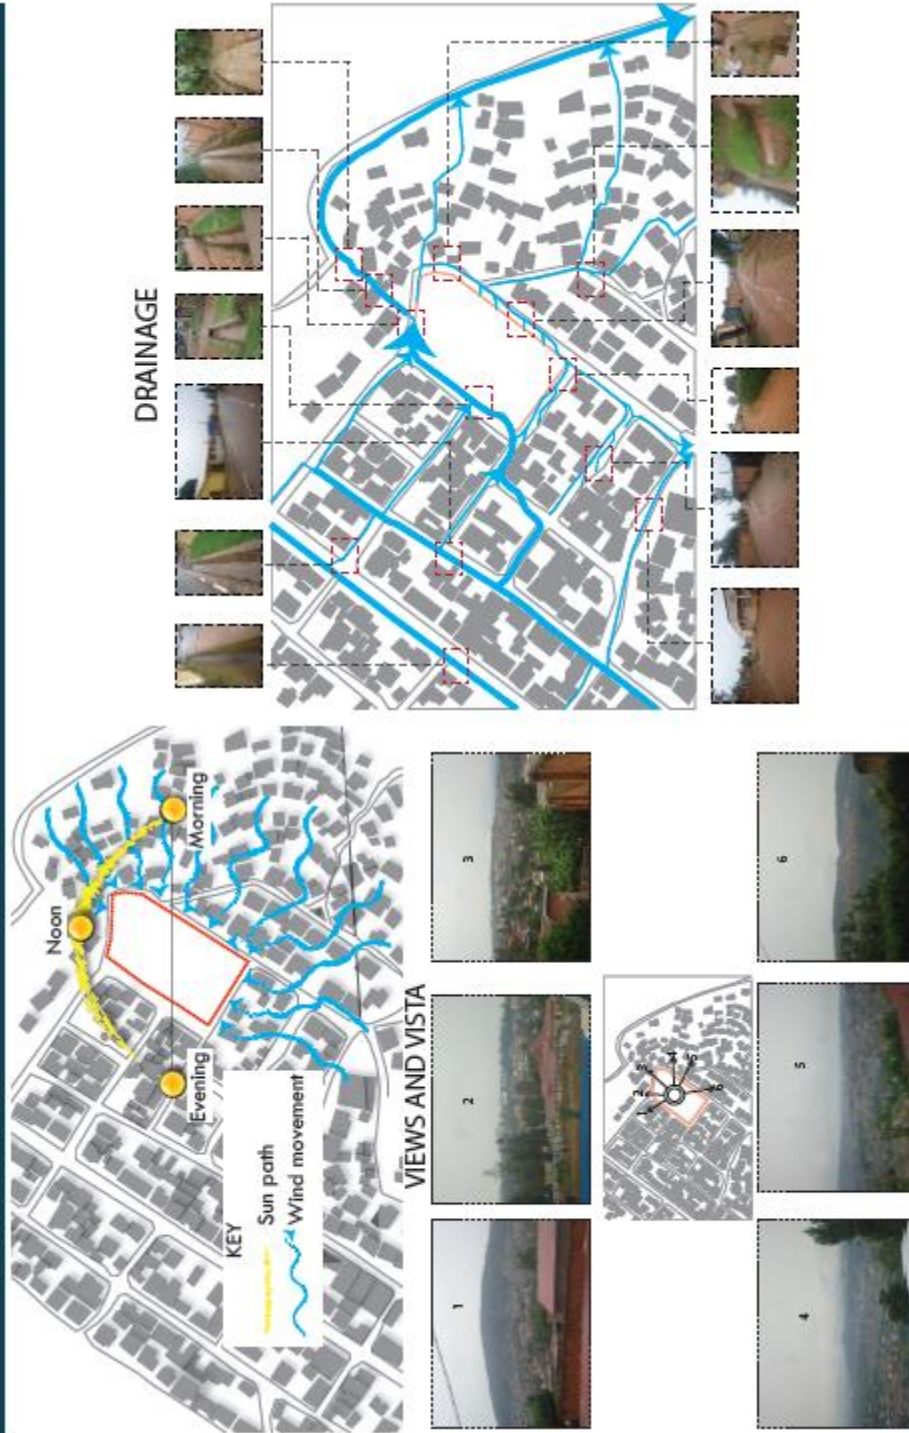 Noon
Morning
Evening
KEY
Sun path
Wind movement
VIEWS AND VISTA
1
2
3
4
5
6
DRAINAGE